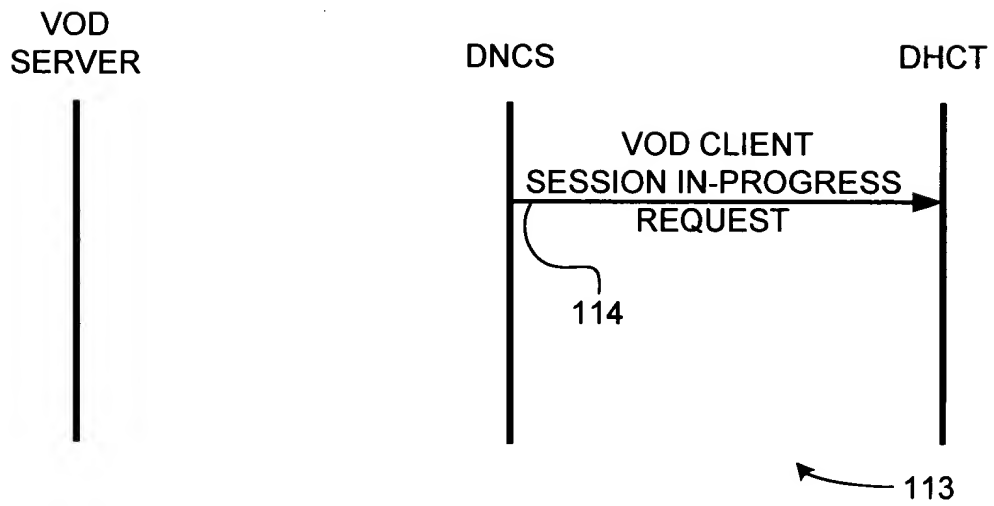 VOD
SERVER
DNCS
DHCT
VOD CLIENT
SESSION IN-PROGRESS
REQUEST
114
113